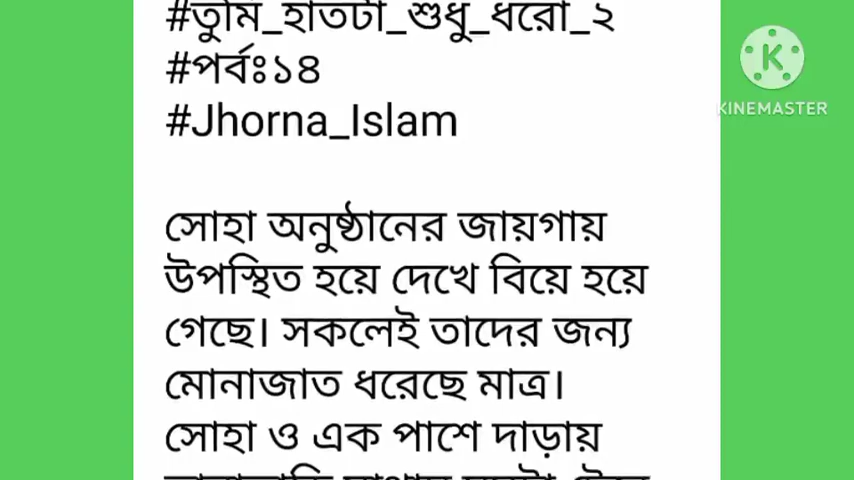 #তুমি_হাতটা_শুধু_ধরো_২
#পর্বঃ১৪
#Jhorna_Islam
KINEMASTER
সোহা অনুষ্ঠানের জায়গায়
উপস্থিত হয়ে দেখে বিয়ে হয়ে
গেছে। সকলেই তাদের জন্য
মোনাজাত ধরেছে মাত্র।
সোহা ও এক পাশে দাড়ায়